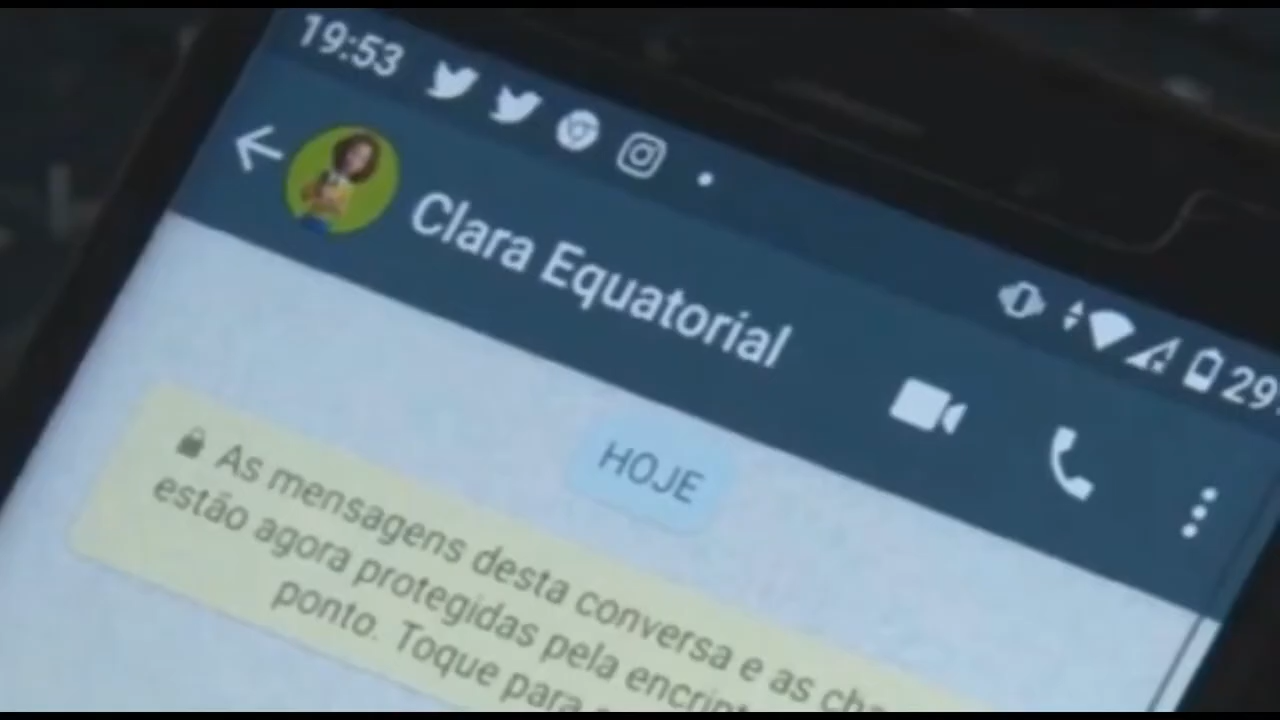 19:53
29
Clara Equatorial
HOJE
As mensagens desta conversa e as
estão agora protegidas pela
ponto. Toque para